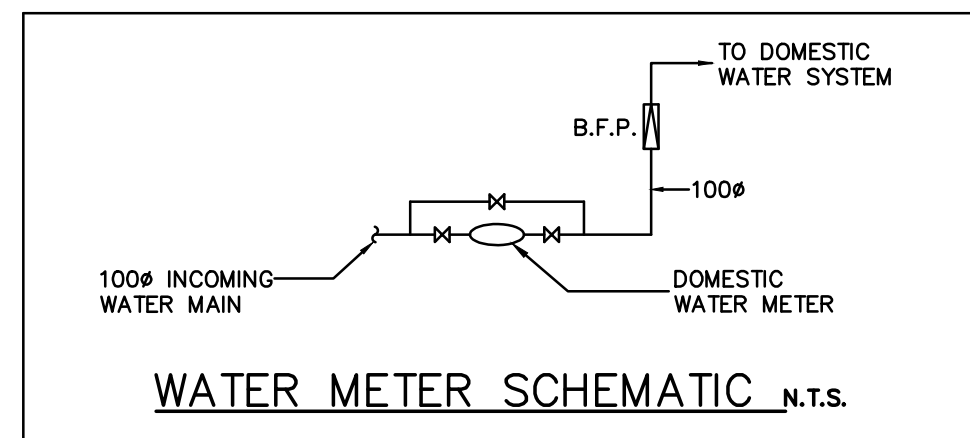 TO DOMESTIC
WATER SYSTEM
B.F.P.
100ø
100ø INCOMING
WATER MAIN
DOMESTIC
WATER METER
WATER METER SCHEMATIC N.T.S.